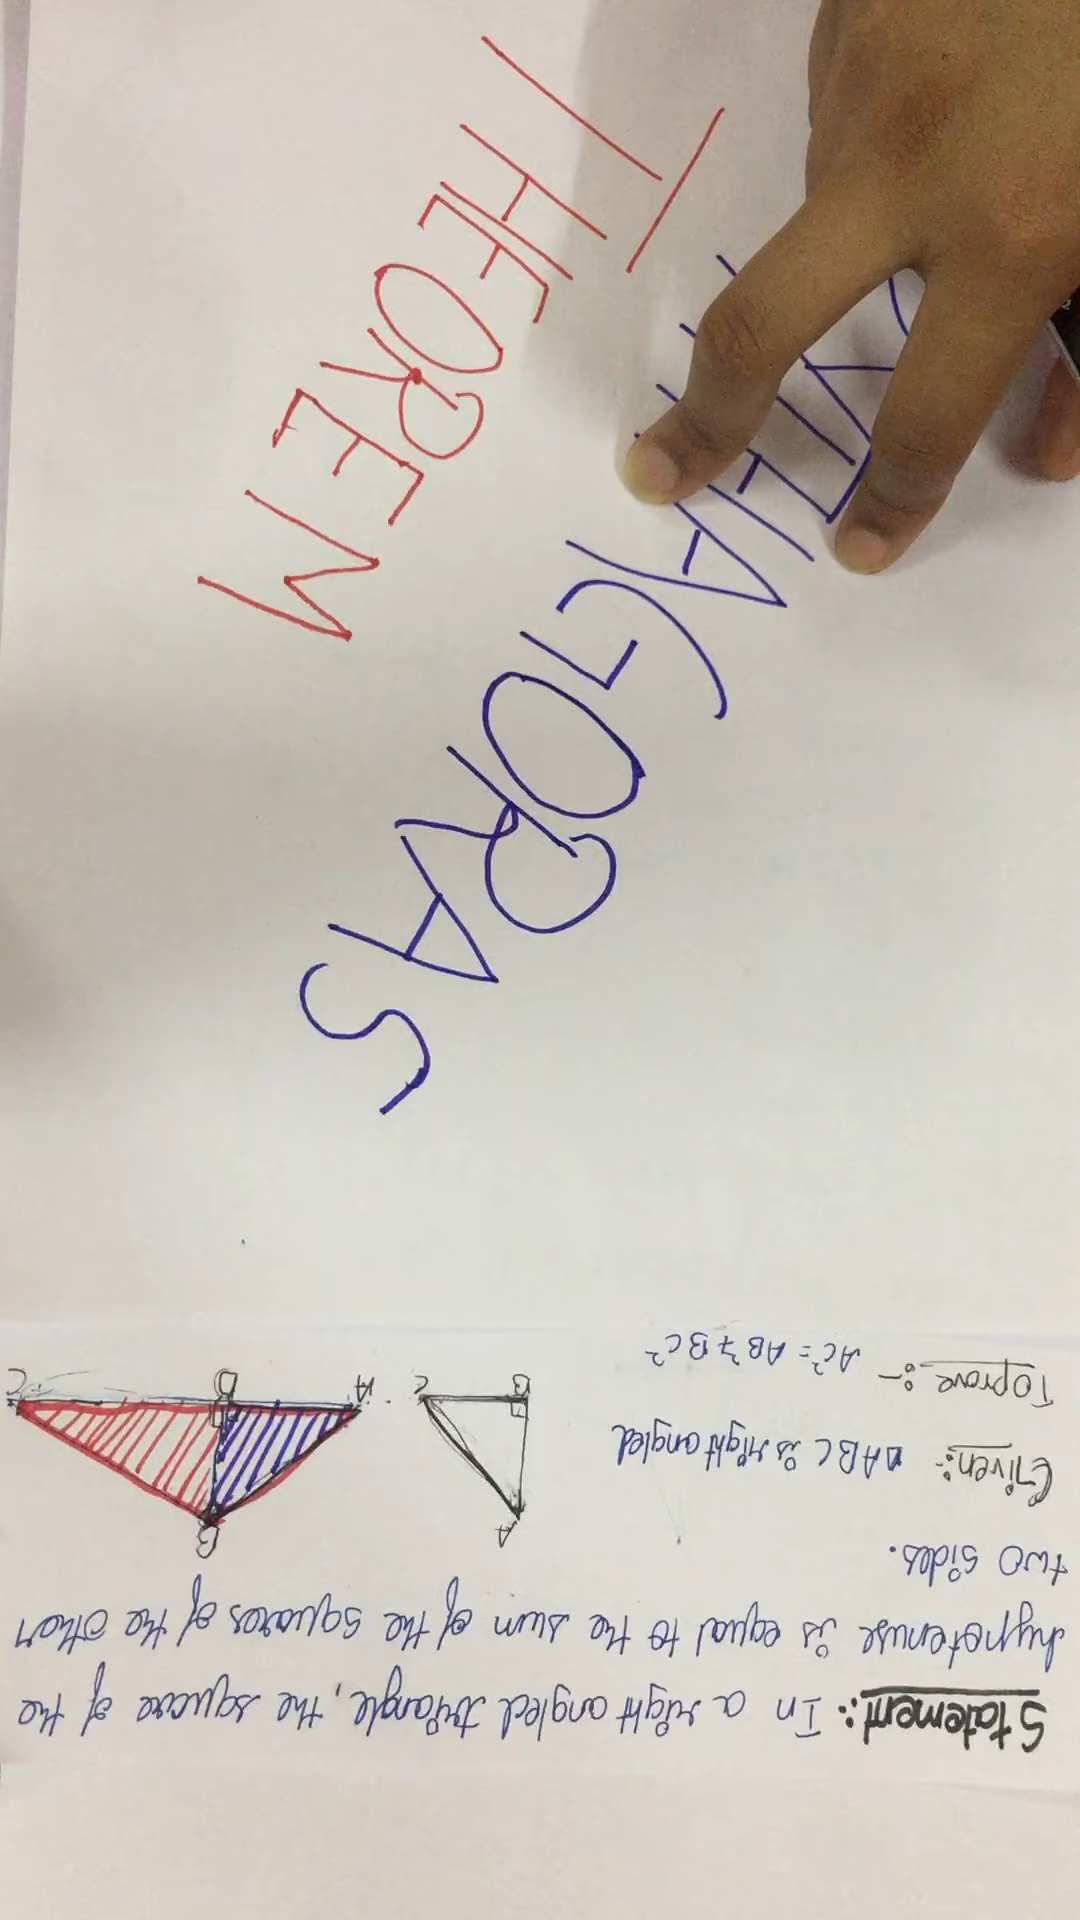 PYTHAGORAS
THEOREM
Statement:- In a right angled triangle, the square of the
hypotenuse is equal to the sum of the squares of the other
two sides.
Given:- △ABC is right angled
To prove :- AC² = AB² + BC²
A
B
C
B
A
D
C